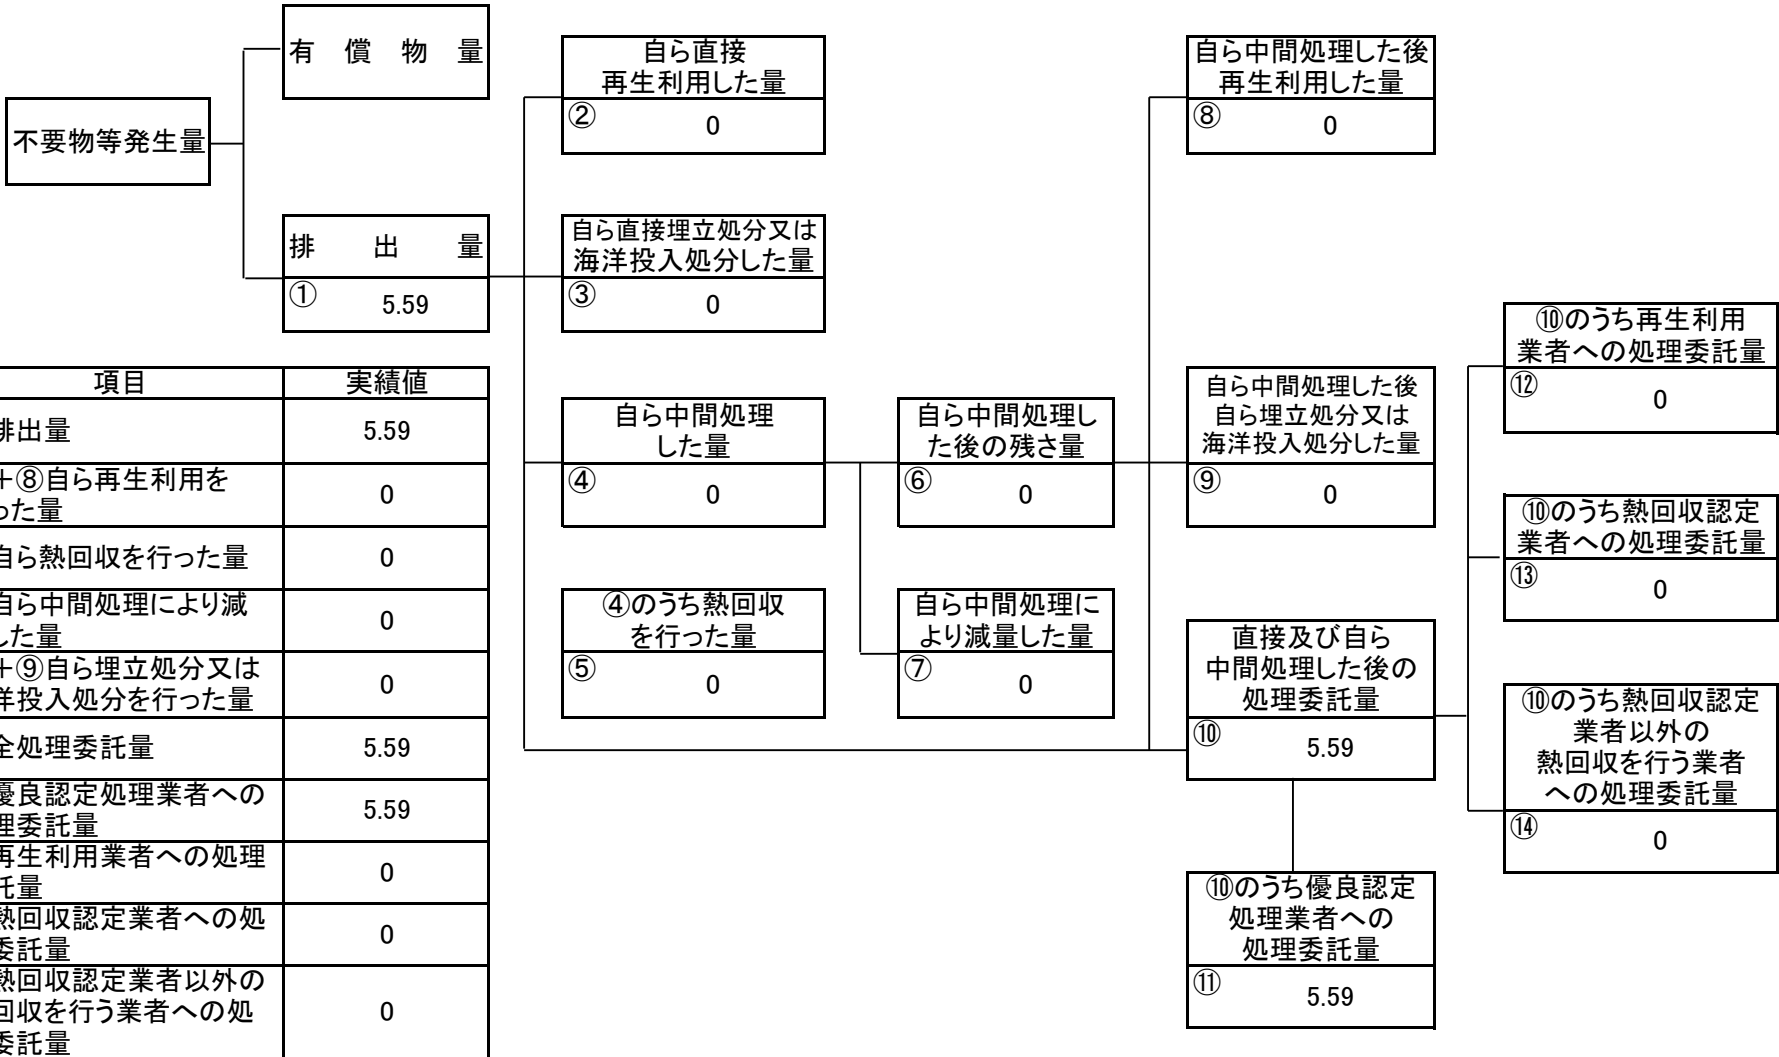 有償物量
不要物等発生量
排出量
① 5.59
自ら直接
再生利用した量
② 0
自ら直接埋立処分又は
海洋投入処分した量
③ 0
自ら中間処理
した量
④ 0
④のうち熱回収
を行った量
⑤ 0
自ら中間処理し
た後の残さ量
⑥ 0
自ら中間処理に
より減量した量
⑦ 0
自ら中間処理した後
再生利用した量
⑧ 0
自ら中間処理した後
自ら埋立処分又は
海洋投入処分した量
⑨ 0
直接及び自ら
中間処理した後の
処理委託量
⑩ 5.59
⑩のうち優良認定
処理業者への
処理委託量
⑪ 5.59
⑩のうち再生利用
業者への処理委託量
⑫ 0
⑩のうち熱回収認定
業者への処理委託量
⑬ 0
⑩のうち熱回収認定
業者以外の
熱回収を行う業者
への処理委託量
⑭ 0
項目 実績値
排出量 5.59
+⑧自ら再生利用を
った量 0
自ら熱回収を行った量 0
自ら中間処理により減
した量 0
+⑨自ら埋立処分又は
洋投入処分を行った量 0
全処理委託量 5.59
優良認定処理業者への
理委託量 5.59
再生利用業者への処理
託量 0
熱回収認定業者への処
委託量 0
熱回収認定業者以外の
回収を行う業者への処
委託量 0